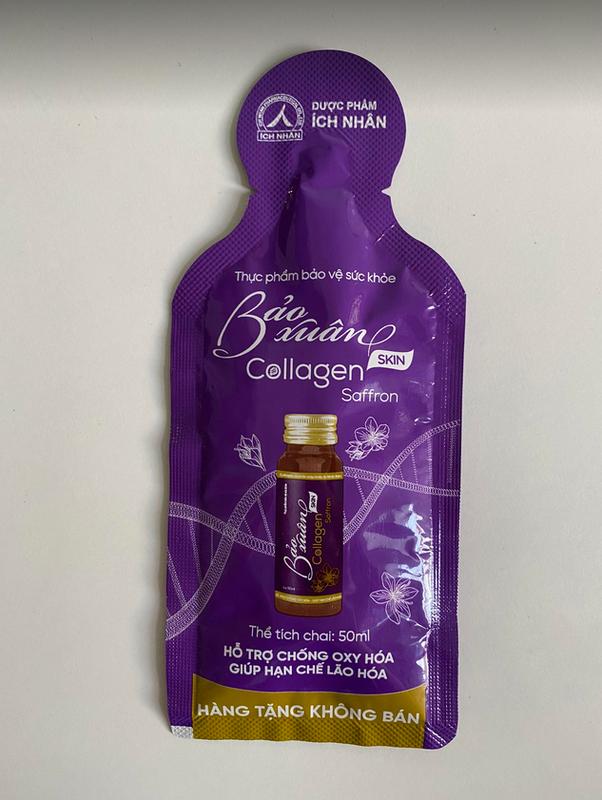 DƯỢC PHẨM
ÍCH NHÂN
ÍCH NHÂN
Thực phẩm bảo vệ sức khỏe
Bảo xuân
SKIN
Collagen
Saffron
Bảo xuân
SKIN
Collagen
Saffron
Thể tích chai: 50ml
HỖ TRỢ CHỐNG OXY HÓA
GIÚP HẠN CHẾ LÃO HÓA
HÀNG TẶNG KHÔNG BÁN